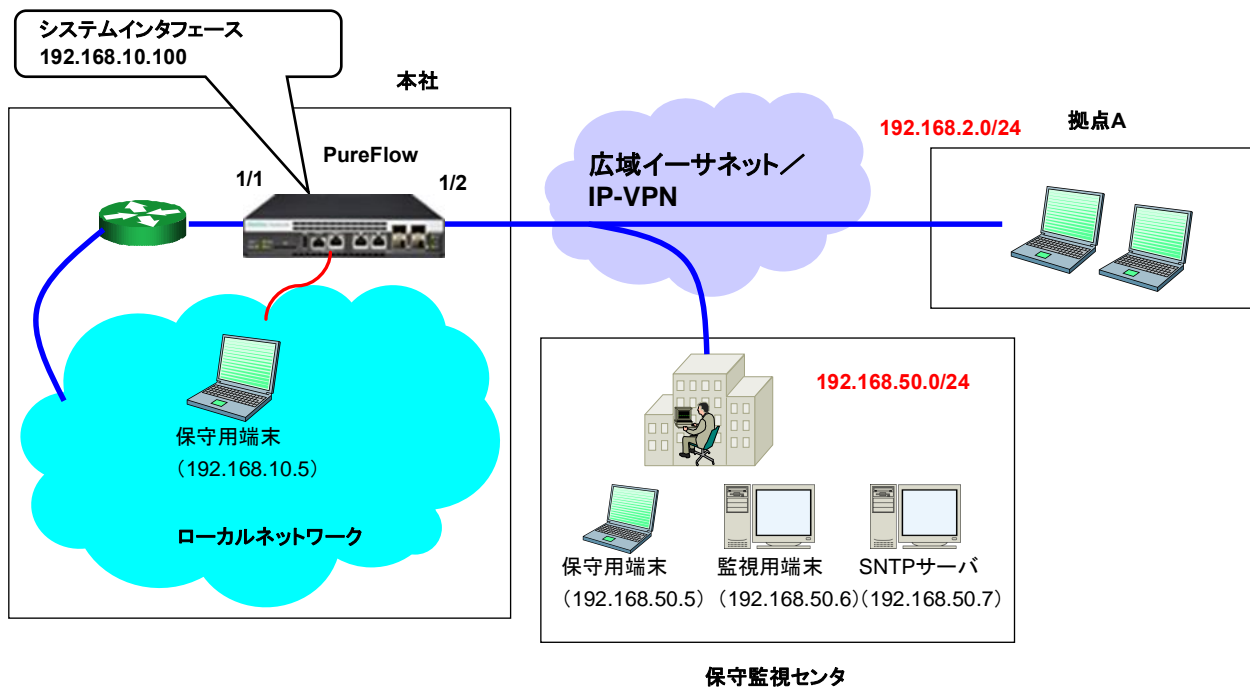 システムインタフェース
192.168.10.100
本社
PureFlow
1/1
1/2
広域イーサネット／
IP-VPN
192.168.2.0/24
拠点A
192.168.50.0/24
保守用端末
（192.168.10.5）
ローカルネットワーク
保守用端末
（192.168.50.5）
監視用端末
（192.168.50.6）
SNTPサーバ
（192.168.50.7）
保守監視センタ